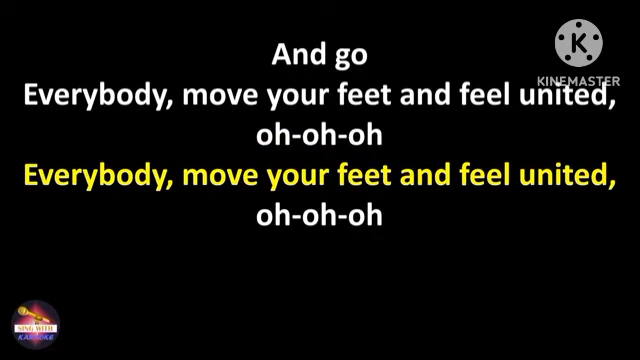 And go
Everybody, move your feet and feel united,
oh-oh-oh
Everybody, move your feet and feel united,
oh-oh-oh
K
KINEMASTER
SING WITH
KARAOKE